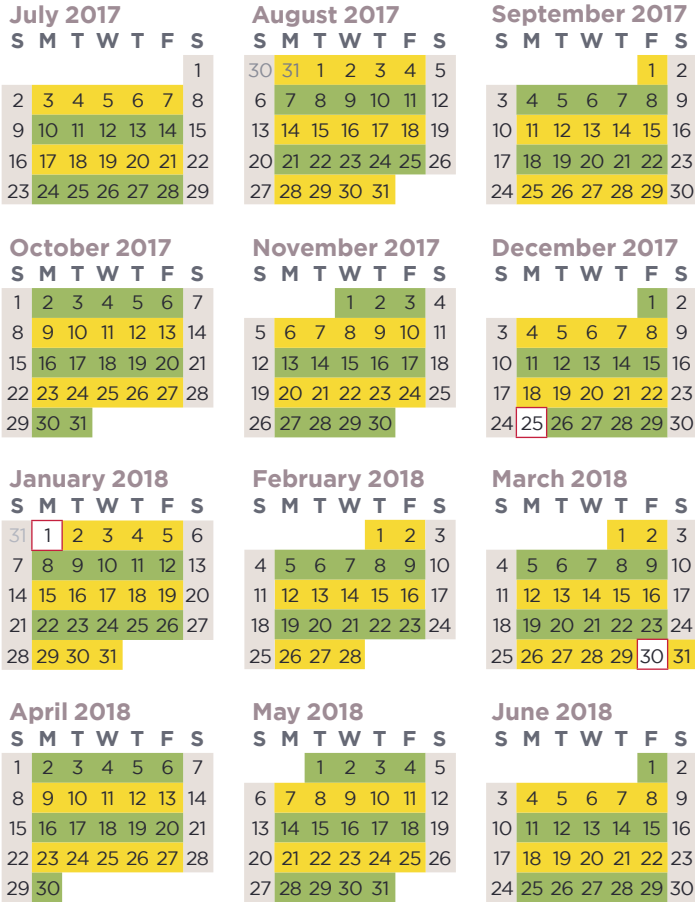 July 2017
S M T W T F S
1
2 3 4 5 6 7 8
9 10 11 12 13 14 15
16 17 18 19 20 21 22
23 24 25 26 27 28 29
August 2017
S M T W T F S
30 31 1 2 3 4 5
6 7 8 9 10 11 12
13 14 15 16 17 18 19
20 21 22 23 24 25 26
27 28 29 30 31
September 2017
S M T W T F S
1 2
3 4 5 6 7 8 9
10 11 12 13 14 15 16
17 18 19 20 21 22 23
24 25 26 27 28 29 30
October 2017
S M T W T F S
1 2 3 4 5 6 7
8 9 10 11 12 13 14
15 16 17 18 19 20 21
22 23 24 25 26 27 28
29 30 31
November 2017
S M T W T F S
1 2 3 4
5 6 7 8 9 10 11
12 13 14 15 16 17 18
19 20 21 22 23 24 25
26 27 28 29 30
December 2017
S M T W T F S
1 2
3 4 5 6 7 8 9
10 11 12 13 14 15 16
17 18 19 20 21 22 23
24 25 26 27 28 29 30
January 2018
S M T W T F S
31 1 2 3 4 5 6
7 8 9 10 11 12 13
14 15 16 17 18 19 20
21 22 23 24 25 26 27
28 29 30 31
February 2018
S M T W T F S
1 2 3
4 5 6 7 8 9 10
11 12 13 14 15 16 17
18 19 20 21 22 23 24
25 26 27 28
March 2018
S M T W T F S
1 2 3
4 5 6 7 8 9 10
11 12 13 14 15 16 17
18 19 20 21 22 23 24
25 26 27 28 29 30 31
April 2018
S M T W T F S
1 2 3 4 5 6 7
8 9 10 11 12 13 14
15 16 17 18 19 20 21
22 23 24 25 26 27 28
29 30
May 2018
S M T W T F S
1 2 3 4 5
6 7 8 9 10 11 12
13 14 15 16 17 18 19
20 21 22 23 24 25 26
27 28 29 30 31
June 2018
S M T W T F S
1 2
3 4 5 6 7 8 9
10 11 12 13 14 15 16
17 18 19 20 21 22 23
24 25 26 27 28 29 30